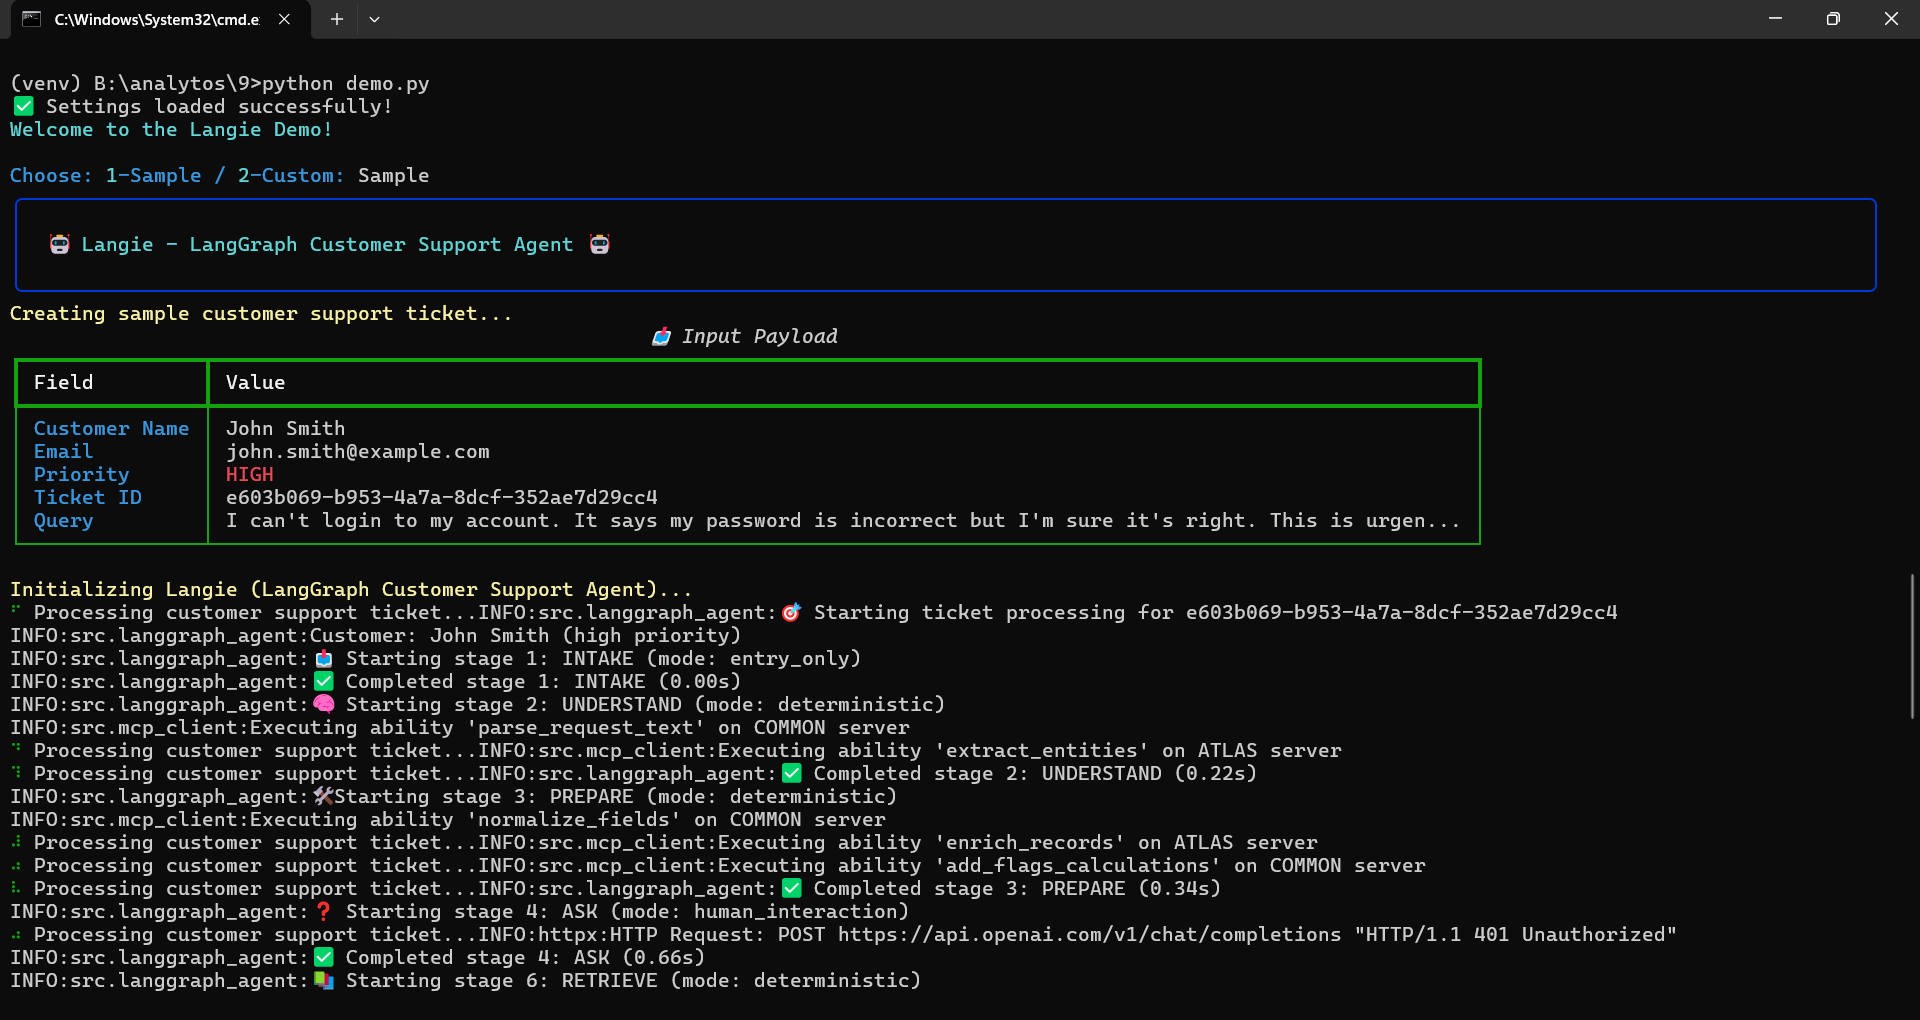 C:\Windows\System32\cmd.e
(venv) B:\analytos\9>python demo.py
✅ Settings loaded successfully!
Welcome to the Langie Demo!
Choose: 1-Sample / 2-Custom: Sample
🤖 Langie - LangGraph Customer Support Agent 🤖
Creating sample customer support ticket...
📥 Input Payload
Field Value
Customer Name John Smith
Email john.smith@example.com
Priority HIGH
Ticket ID e603b069-b953-4a7a-8dcf-352ae7d29cc4
Query I can't login to my account. It says my password is incorrect but I'm sure it's right. This is urgen...
Initializing Langie (LangGraph Customer Support Agent)...
Processing customer support ticket...INFO:src.langgraph_agent:🎯 Starting ticket processing for e603b069-b953-4a7a-8dcf-352ae7d29cc4
INFO:src.langgraph_agent:Customer: John Smith (high priority)
INFO:src.langgraph_agent:📥 Starting stage 1: INTAKE (mode: entry_only)
INFO:src.langgraph_agent:✅ Completed stage 1: INTAKE (0.00s)
INFO:src.langgraph_agent:🧠 Starting stage 2: UNDERSTAND (mode: deterministic)
INFO:src.mcp_client:Executing ability 'parse_request_text' on COMMON server
Processing customer support ticket...INFO:src.mcp_client:Executing ability 'extract_entities' on ATLAS server
Processing customer support ticket...INFO:src.langgraph_agent:✅ Completed stage 2: UNDERSTAND (0.22s)
INFO:src.langgraph_agent:🛠️Starting stage 3: PREPARE (mode: deterministic)
INFO:src.mcp_client:Executing ability 'normalize_fields' on COMMON server
Processing customer support ticket...INFO:src.mcp_client:Executing ability 'enrich_records' on ATLAS server
Processing customer support ticket...INFO:src.mcp_client:Executing ability 'add_flags_calculations' on COMMON server
Processing customer support ticket...INFO:src.langgraph_agent:✅ Completed stage 3: PREPARE (0.34s)
INFO:src.langgraph_agent:❓ Starting stage 4: ASK (mode: human_interaction)
Processing customer support ticket...INFO:httpx:HTTP Request: POST https://api.openai.com/v1/chat/completions "HTTP/1.1 401 Unauthorized"
INFO:src.langgraph_agent:✅ Completed stage 4: ASK (0.66s)
INFO:src.langgraph_agent:📚 Starting stage 6: RETRIEVE (mode: deterministic)